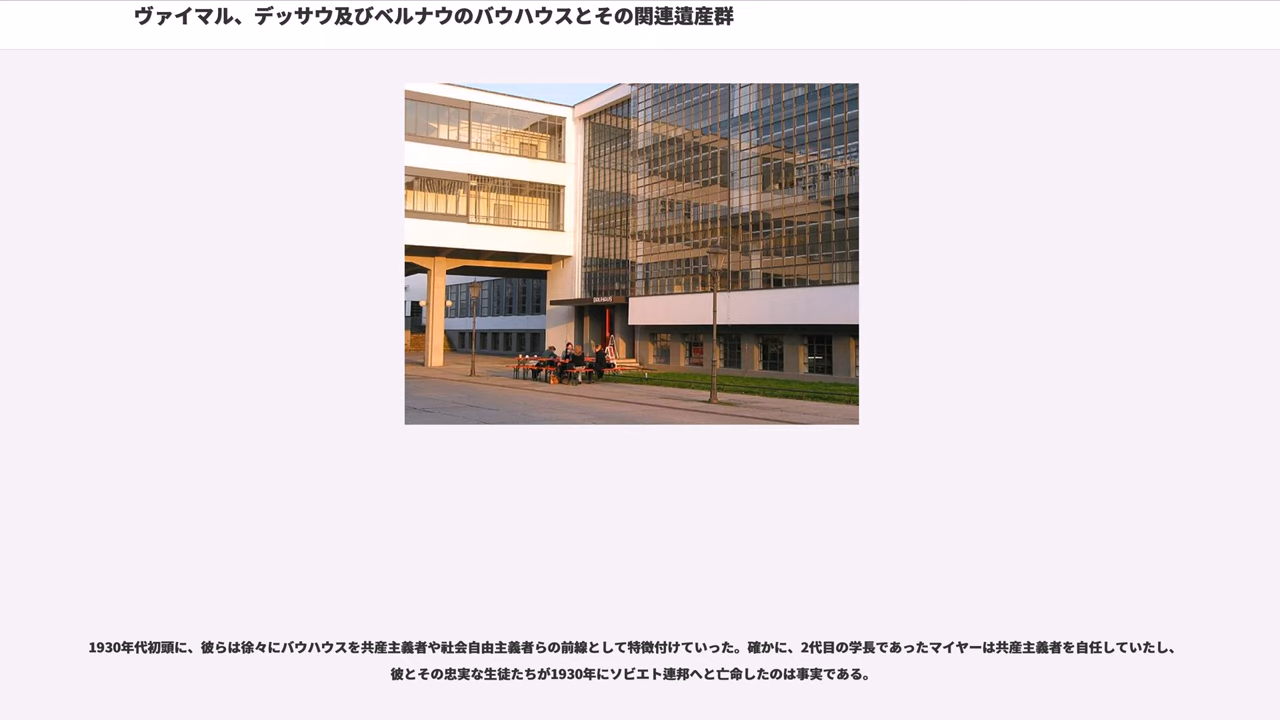 ヴァイマル、デッサウ及びベルナウのバウハウスとその関連遺産群
BAUHAUS
1930年代初頭に、彼らは徐々にバウハウスを共産主義者や社会自由主義者らの前線として特徴付けていった。確かに、2代目の学長であったマイヤーは共産主義者を自任していたし、
彼とその忠実な生徒たちが1930年にソビエト連邦へと亡命したのは事実である。